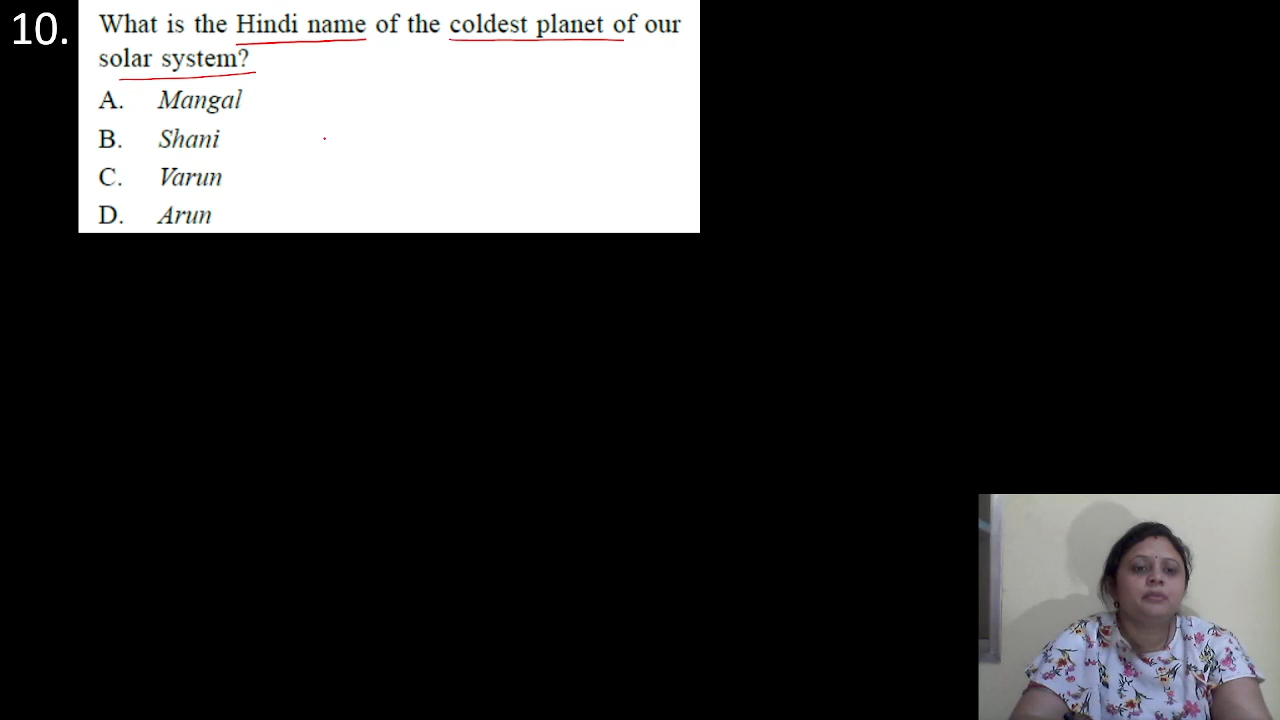 10.
What is the Hindi name of the coldest planet of our
solar system?
A. Mangal
B. Shani
C. Varun
D. Arun